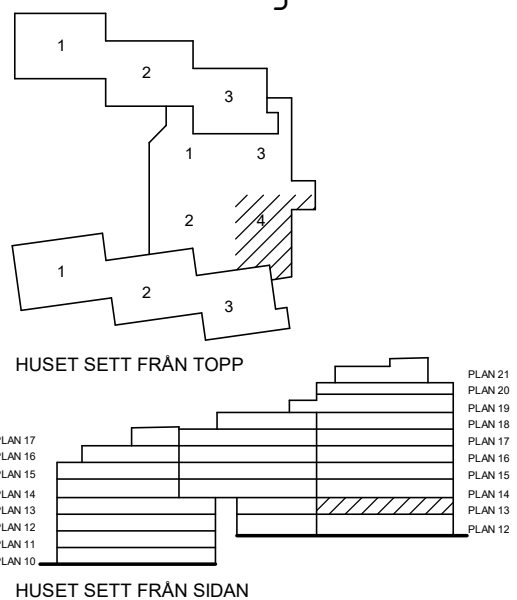 1
2
3
1
3
2
4
1
2
3
HUSET SETT FRÅN TOPP
PLAN 21
PLAN 20
PLAN 19
PLAN 18
PLAN 17
PLAN 16
PLAN 15
PLAN 14
PLAN 13
PLAN 12
PLAN 17
PLAN 16
PLAN 15
PLAN 14
PLAN 13
PLAN 12
PLAN 11
PLAN 10
HUSET SETT FRÅN SIDAN